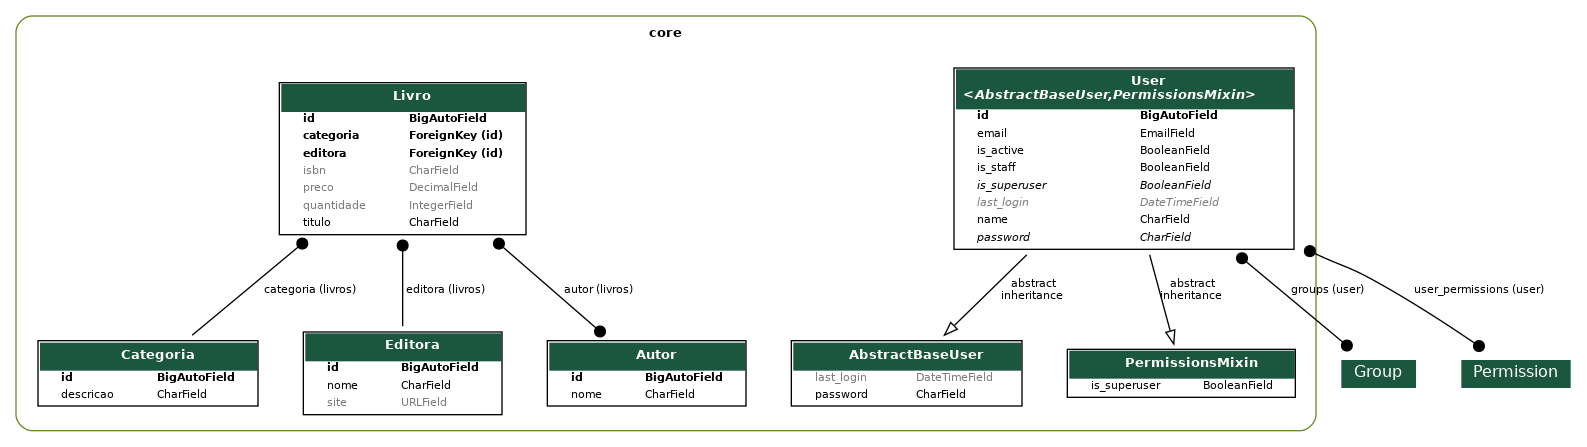 core
Livro
id BigAutoField
categoria ForeignKey (id)
editora ForeignKey (id)
isbn CharField
preco DecimalField
quantidade IntegerField
titulo CharField
User
<AbstractBaseUser,PermissionsMixin>
id BigAutoField
email EmailField
is_active BooleanField
is_staff BooleanField
is_superuser BooleanField
last_login DateTimeField
name CharField
password CharField
categoria (livros)
editora (livros)
autor (livros)
abstract
inheritance
abstract
inheritance
groups (user)
user_permissions (user)
Categoria
id BigAutoField
descricao CharField
Editora
id BigAutoField
nome CharField
site URLField
Autor
id BigAutoField
nome CharField
AbstractBaseUser
last_login DateTimeField
password CharField
PermissionsMixin
is_superuser BooleanField
Group
Permission